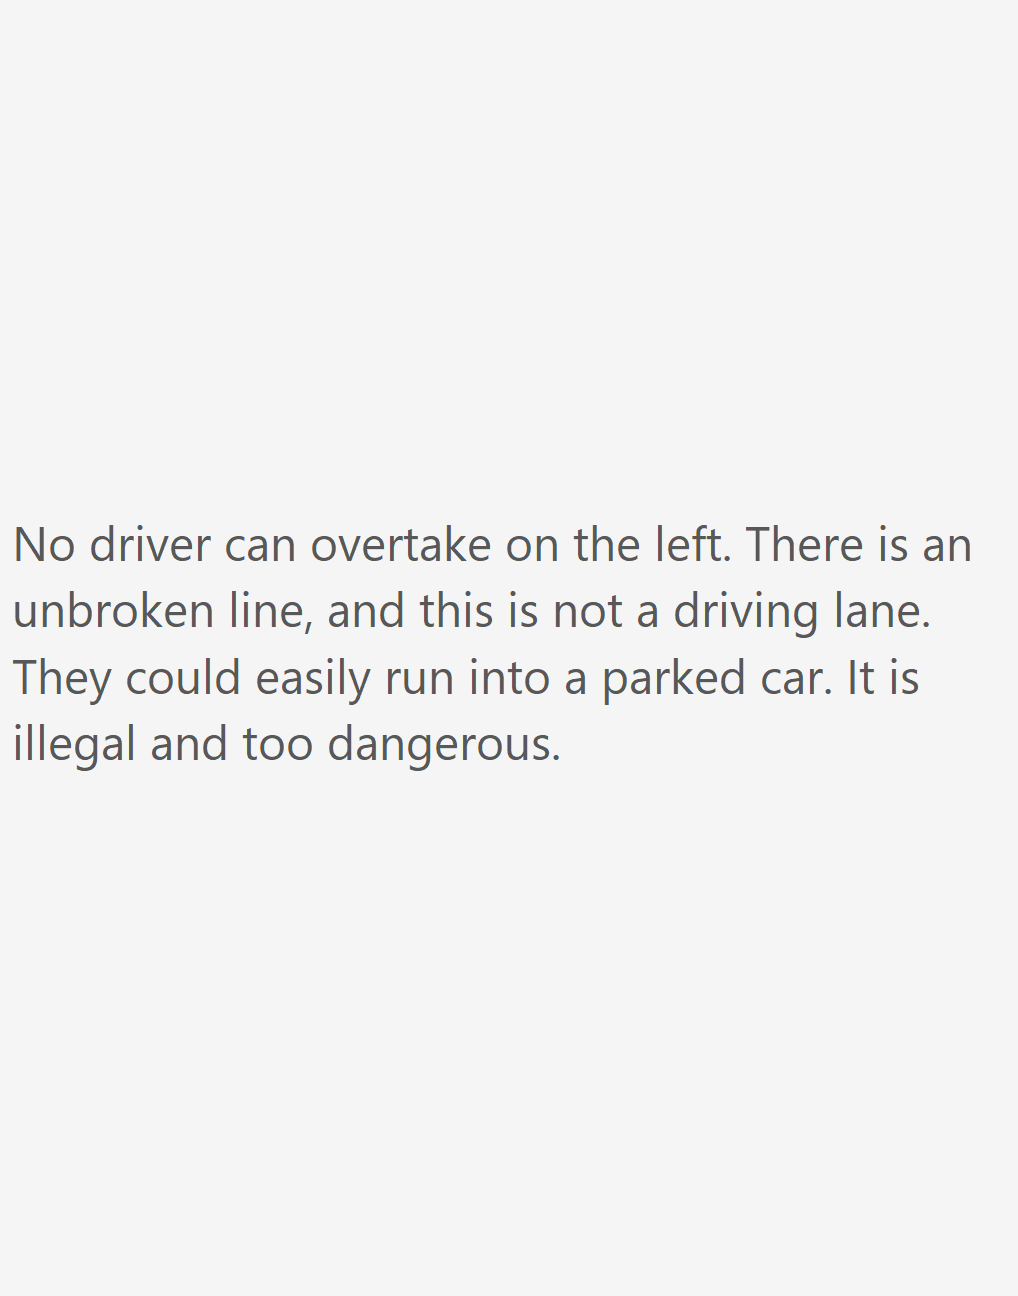 No driver can overtake on the left. There is an
unbroken line, and this is not a driving lane.
They could easily run into a parked car. It is
illegal and too dangerous.